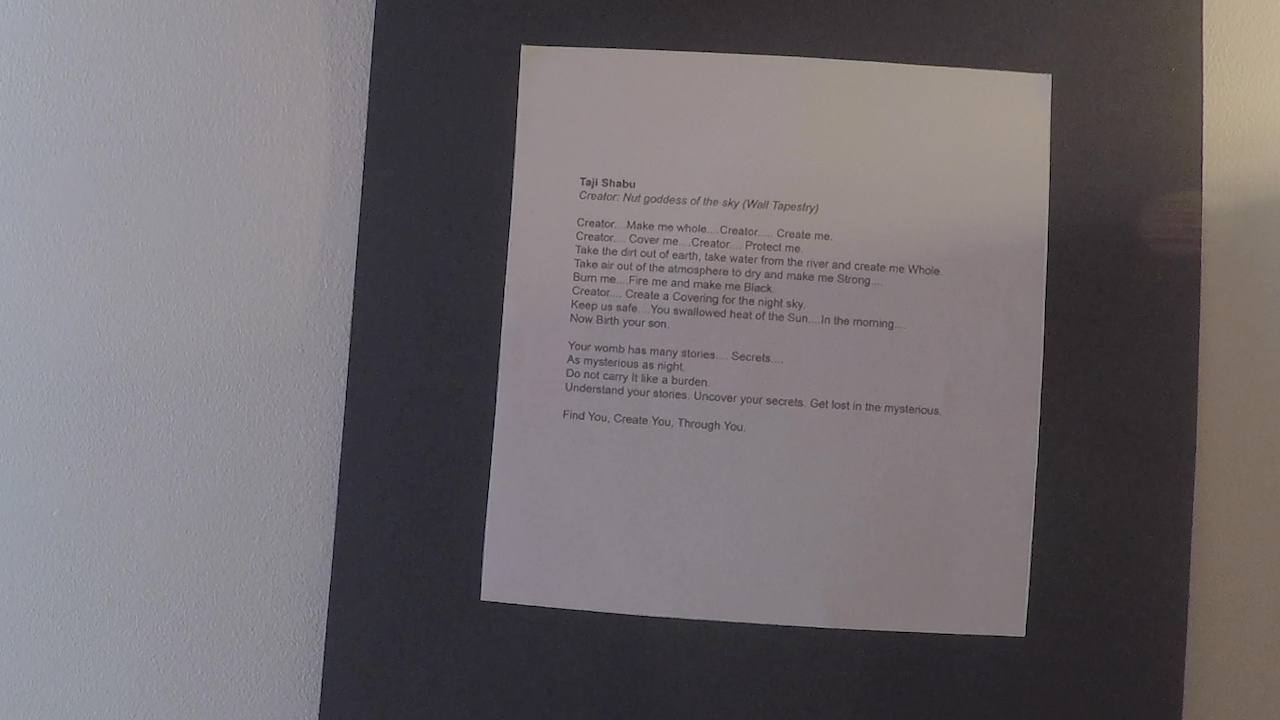 Taji Shabu
Creator: Nut goddess of the sky (Wall Tapestry)
Creator....Make me whole....Creator..... Create me.
Creator.... Cover me....Creator.... Protect me.
Take the dirt out of earth, take water from the river and create me Whole.
Take air out of the atmosphere to dry and make me Strong....
Burn me....Fire me and make me Black.
Creator.... Create a Covering for the night sky.
Keep us safe....You swallowed heat of the Sun....In the morning....
Now Birth your son.
Your womb has many stories.... Secrets....
As mysterious as night.
Do not carry it like a burden.
Understand your stories. Uncover your secrets. Get lost in the mysterious.
Find You, Create You, Through You.